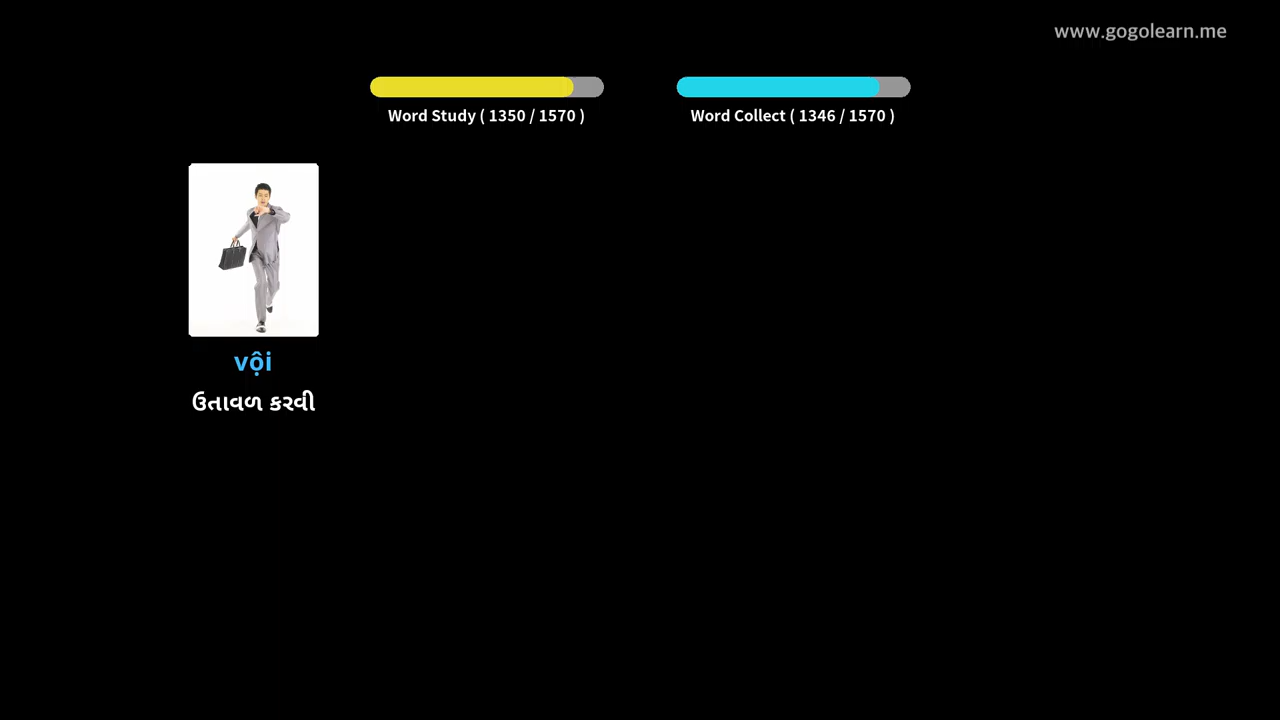 www.gogolearn.me
Word Study ( 1350 / 1570 )
Word Collect ( 1346 / 1570 )
vội
ઉતાવળ કરવી